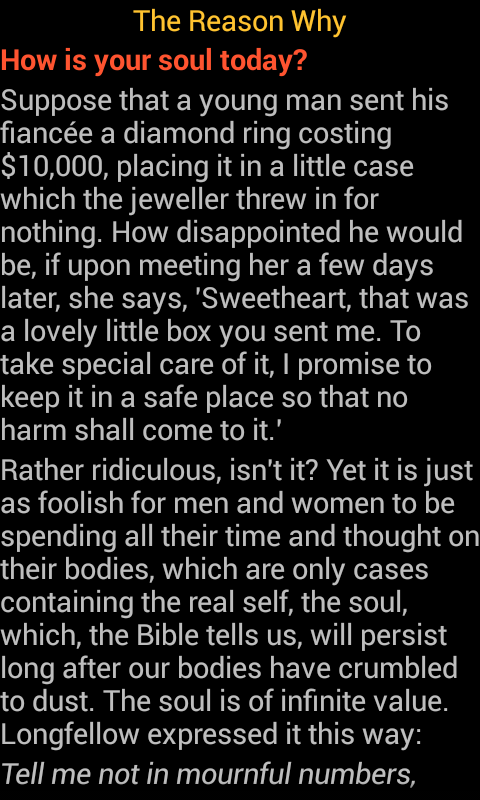 The Reason Why
How is your soul today?
Suppose that a young man sent his
fiancée a diamond ring costing
$10,000, placing it in a little case
which the jeweller threw in for
nothing. How disappointed he would
be, if upon meeting her a few days
later, she says, 'Sweetheart, that was
a lovely little box you sent me. To
take special care of it, I promise to
keep it in a safe place so that no
harm shall come to it.'
Rather ridiculous, isn't it? Yet it is just
as foolish for men and women to be
spending all their time and thought on
their bodies, which are only cases
containing the real self, the soul,
which, the Bible tells us, will persist
long after our bodies have crumbled
to dust. The soul is of infinite value.
Longfellow expressed it this way:
Tell me not in mournful numbers,